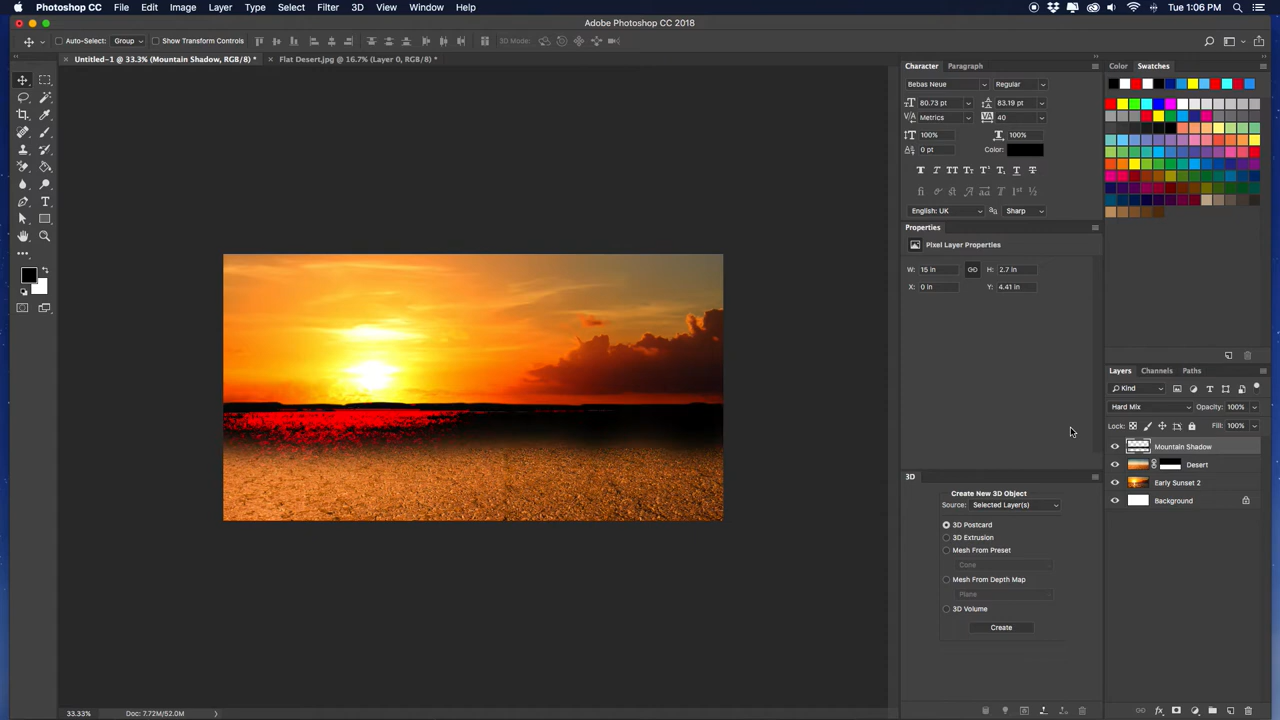 Photoshop CC File Edit Image Layer Type Select Filter 3D View Window Help Tue 1:06 PM
Adobe Photoshop CC 2018
Auto-Select: Group Show Transform Controls 3D Mode:
Untitled-1 @ 33.3% (Mountain Shadow, RGB/8) * Flat Desert.jpg @ 16.7% (Layer 0, RGB/8) *
Character Paragraph
Bebas Neue Regular
80.73 pt 83.19 pt
Metrics 40
100% 100%
0 pt Color:
English: UK Sharp
Properties
Pixel Layer Properties
W: 15 in H: 2.7 in
X: 0 in Y: 4.41 in
3D
Create New 3D Object
Source: Selected Layer(s)
3D Postcard
3D Extrusion
Mesh From Preset
Cone
Mesh From Depth Map
Plane
3D Volume
Create
Color Swatches
Layers Channels Paths
Kind
Hard Mix Opacity: 100%
Lock: Fill: 100%
Mountain Shadow
Desert
Early Sunset 2
Background
33.33% Doc: 7.72M/52.0M